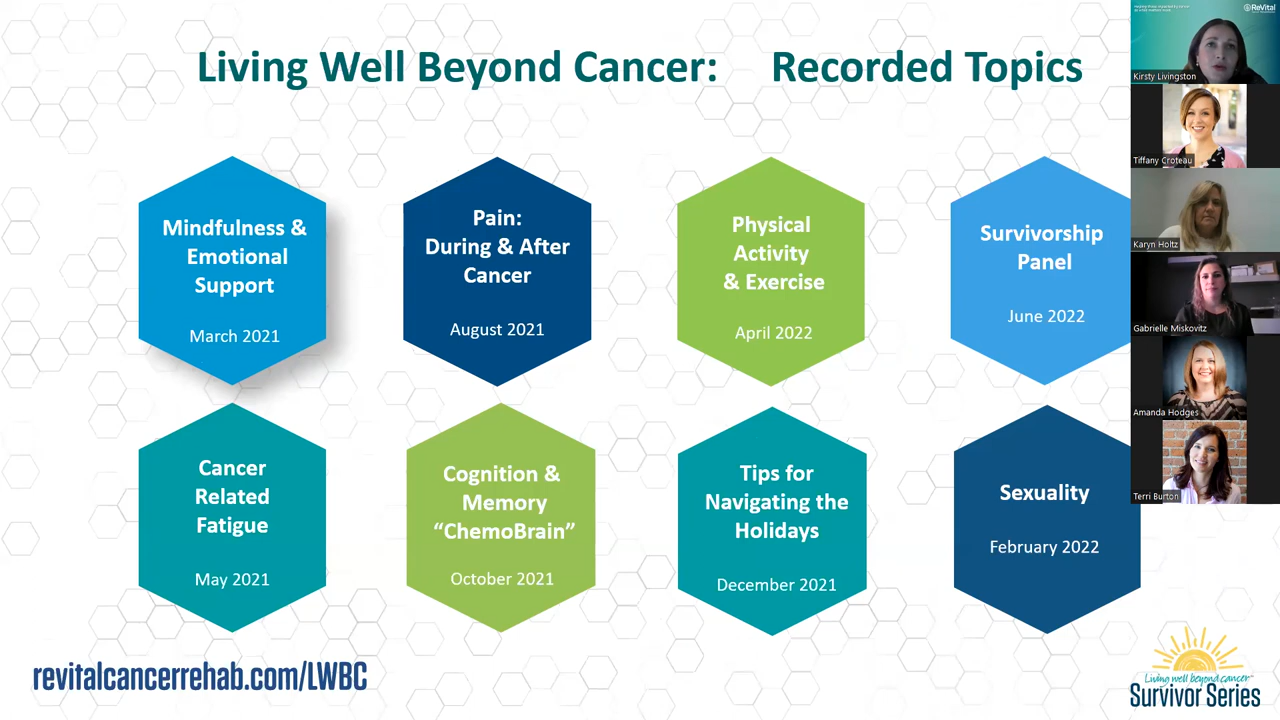 Living Well Beyond Cancer: Recorded Topics
Mindfulness &
Emotional
Support
March 2021
Pain:
During & After
Cancer
August 2021
Physical
Activity
& Exercise
April 2022
Survivorship
Panel
June 2022
Cancer
Related
Fatigue
May 2021
Cognition &
Memory
“ChemoBrain”
October 2021
Tips for
Navigating the
Holidays
December 2021
Sexuality
February 2022
revitalcancerrehab.com/LWBC
Living well beyond cancer
Survivor Series
ReVital
Kirsty Livingston
Tiffany Croteau
Karyn Holtz
Gabrielle Miskovitz
Amanda Hodges
Terri Burton